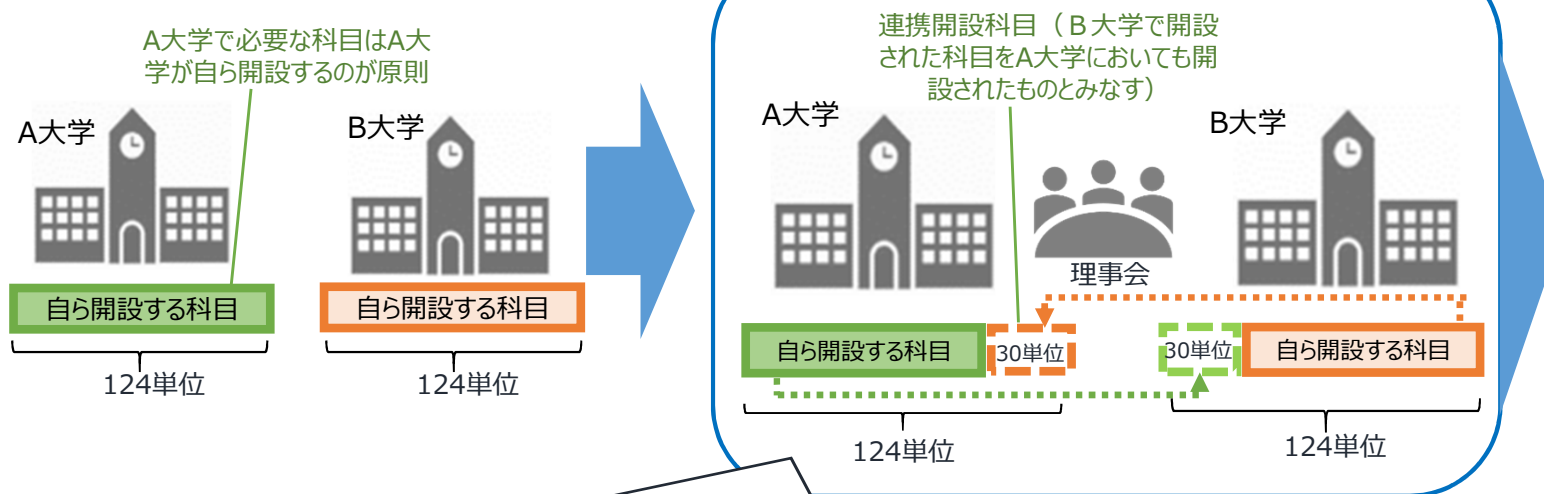 A大学で必要な科目はA大
学が自ら開設するのが原則
A大学
B大学
自ら開設する科目
自ら開設する科目
124単位
124単位
連携開設科目（Ｂ大学で開設
された科目をA大学においても開
設されたものとみなす）
A大学
B大学
理事会
自ら開設する科目
30単位
30単位
自ら開設する科目
124単位
124単位